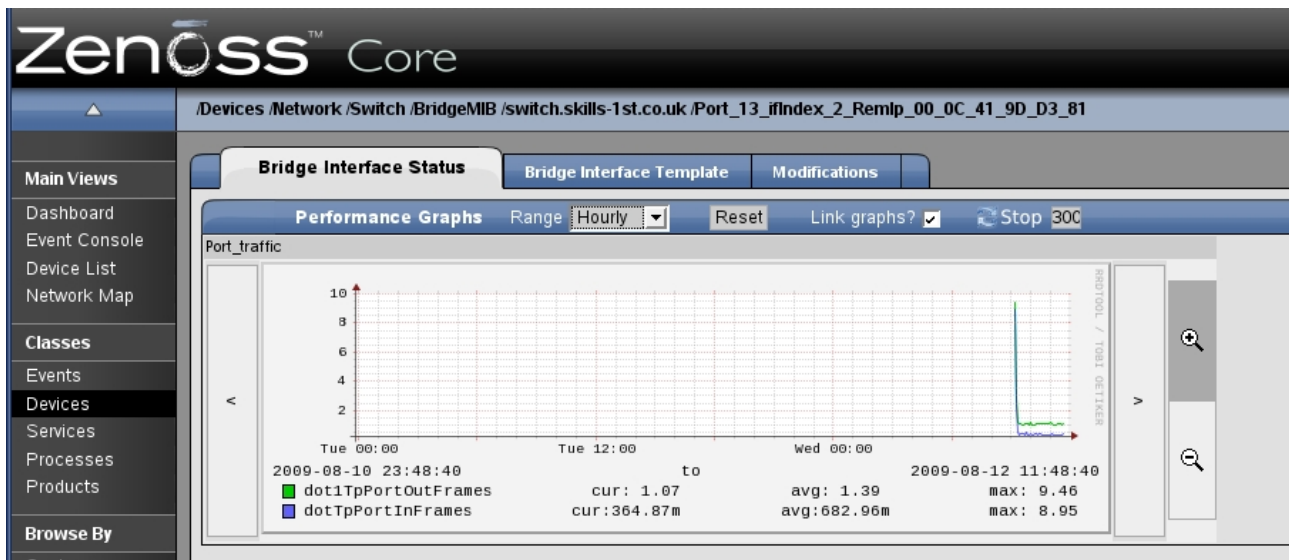 Zenoss™ Core
/Devices /Network /Switch /BridgeMIB /switch.skills-1st.co.uk /Port_13_ifIndex_2_RemIp_00_0C_41_9D_D3_81
Main Views
Dashboard
Event Console
Device List
Network Map
Classes
Events
Devices
Services
Processes
Products
Browse By
Bridge Interface Status
Bridge Interface Template
Modifications
Performance Graphs Range Hourly Reset Link graphs? Stop 300
Port_traffic
<
10
8
6
4
2
Tue 00:00 Tue 12:00 Wed 00:00
2009-08-10 23:48:40 to 2009-08-12 11:48:40
dot1TpPortOutFrames cur: 1.07 avg: 1.39 max: 9.46
dotTpPortInFrames cur:364.87m avg:682.96m max: 8.95
RRDTOOL / TOBI OETIKER
>